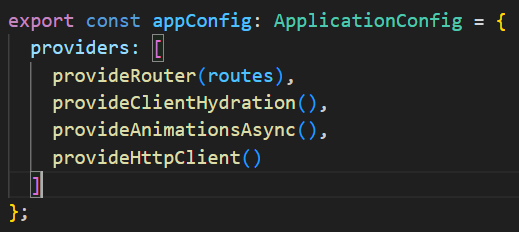 export const appConfig: ApplicationConfig = {
  providers: [
    provideRouter(routes),
    provideClientHydration(),
    provideAnimationsAsync(),
    provideHttpClient()
  ]
};